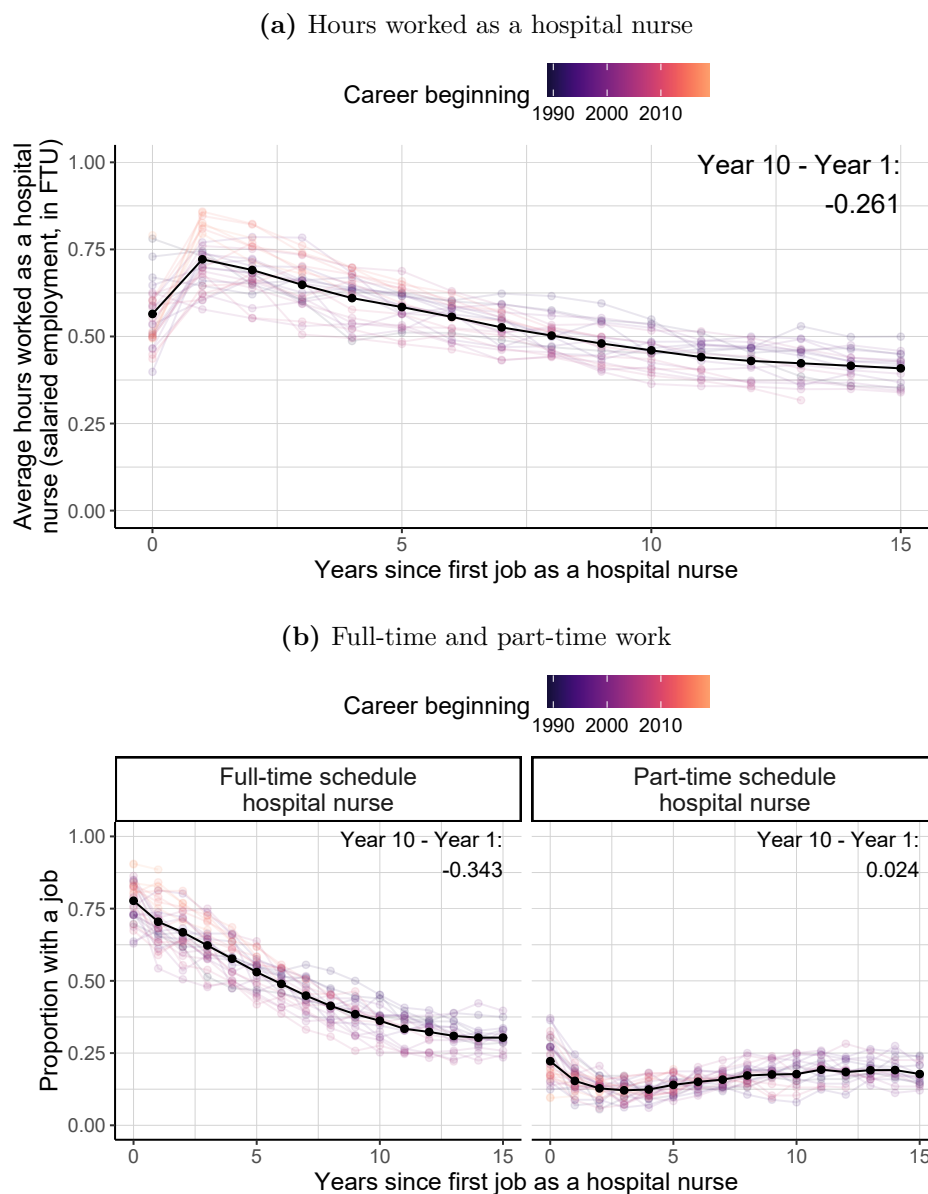 (a) Hours worked as a hospital nurse
Career beginning
1990 2000 2010
Average hours worked as a hospital
nurse (salaried employment, in FTU)
1.00
0.75
0.50
0.25
0.00
Year 10 - Year 1:
-0.261
0 5 10 15
Years since first job as a hospital nurse
(b) Full-time and part-time work
Career beginning
1990 2000 2010
Full-time schedule
hospital nurse
Part-time schedule
hospital nurse
Proportion with a job
1.00
0.75
0.50
0.25
0.00
Year 10 - Year 1:
-0.343
Year 10 - Year 1:
0.024
0 5 10 15 0 5 10 15
Years since first job as a hospital nurse